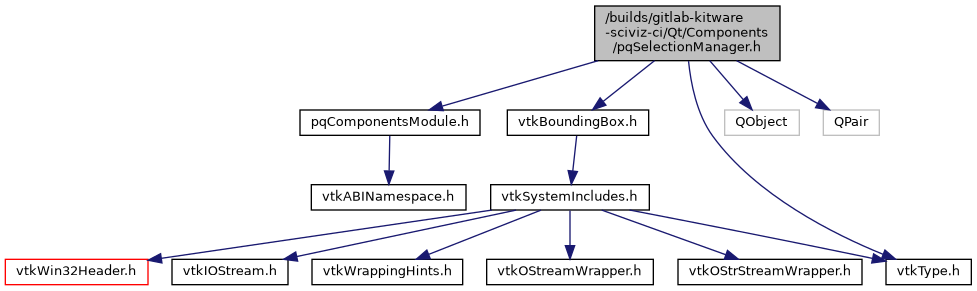 /builds/gitlab-kitware
-sciviz-ci/Qt/Components
/pqSelectionManager.h
pqComponentsModule.h
vtkBoundingBox.h
QObject
QPair
vtkABINamespace.h
vtkSystemIncludes.h
vtkWin32Header.h
vtkIOStream.h
vtkWrappingHints.h
vtkOStreamWrapper.h
vtkOStrStreamWrapper.h
vtkType.h